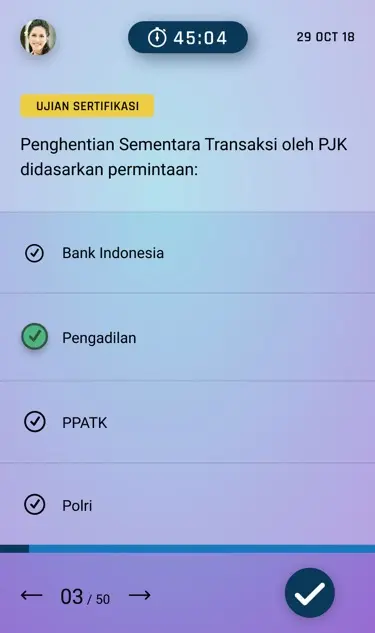 45:04
29 OCT 18
UJIAN SERTIFIKASI
Penghentian Sementara Transaksi oleh PJK
didasarkan permintaan:
Bank Indonesia
Pengadilan
PPATK
Polri
03 / 50